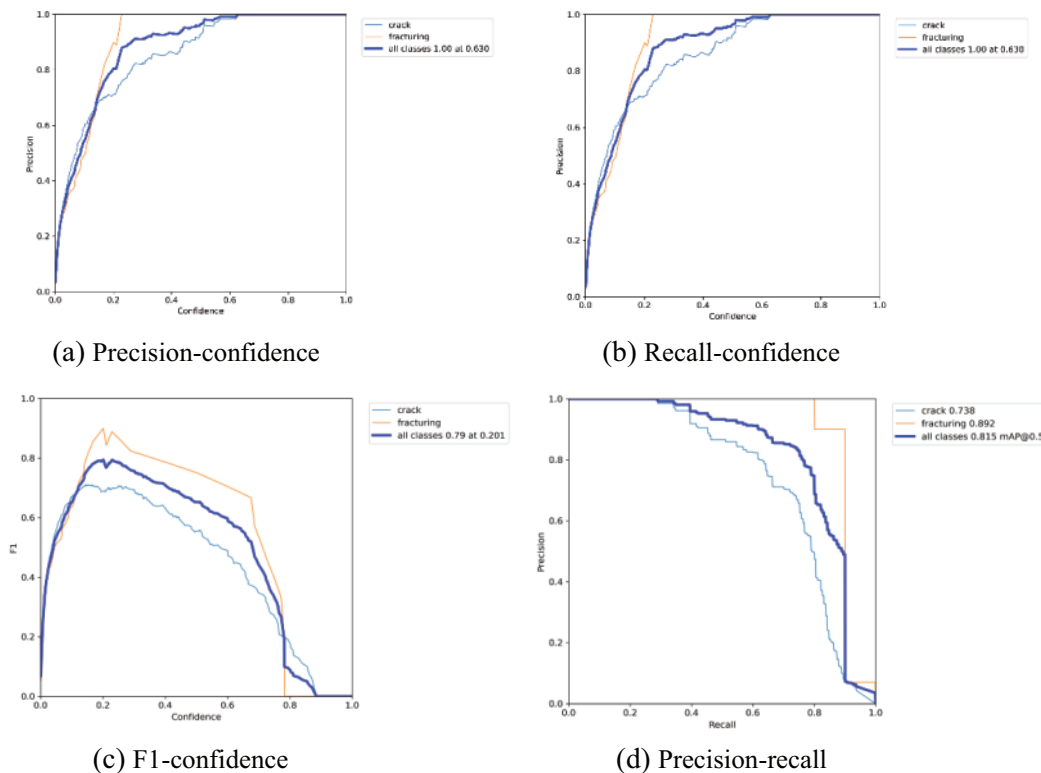 1.0
0.8
0.6
0.4
0.2
0.0
Precision
0.0 0.2 0.4 0.6 0.8 1.0
Confidence
crack
fracturing
all classes 1.00 at 0.630
(a) Precision-confidence
1.0
0.8
0.6
0.4
0.2
0.0
Precision
0.0 0.2 0.4 0.6 0.8 1.0
Confidence
crack
fracturing
all classes 1.00 at 0.630
(b) Recall-confidence
1.0
0.8
0.6
0.4
0.2
0.0
F1
0.0 0.2 0.4 0.6 0.8 1.0
Confidence
crack
fracturing
all classes 0.79 at 0.201
(c) F1-confidence
1.0
0.8
0.6
0.4
0.2
0.0
Precision
0.0 0.2 0.4 0.6 0.8 1.0
Recall
crack 0.738
fracturing 0.892
all classes 0.815 mAP@0.5
(d) Precision-recall